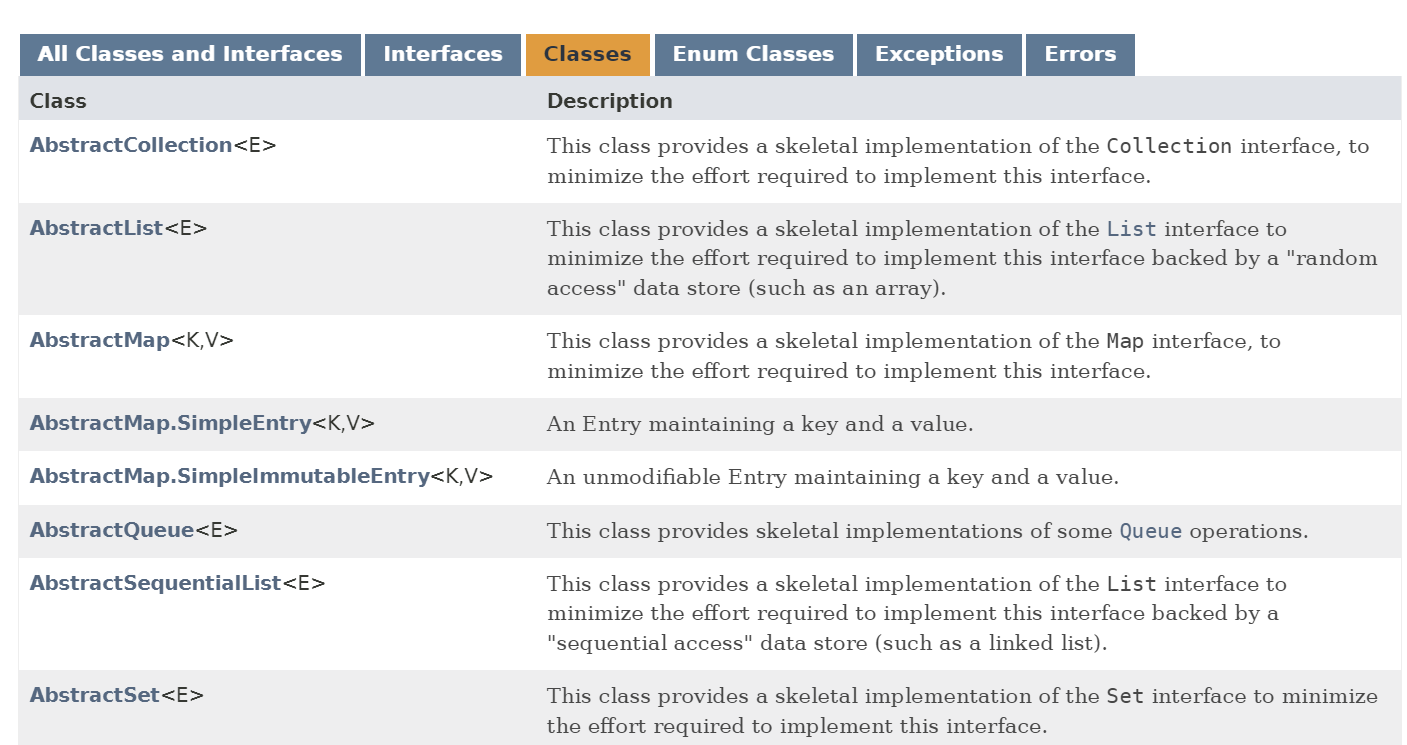 All Classes and Interfaces Interfaces Classes Enum Classes Exceptions Errors
Class Description
AbstractCollection<E> This class provides a skeletal implementation of the Collection interface, to
minimize the effort required to implement this interface.
AbstractList<E> This class provides a skeletal implementation of the List interface to
minimize the effort required to implement this interface backed by a "random
access" data store (such as an array).
AbstractMap<K,V> This class provides a skeletal implementation of the Map interface, to
minimize the effort required to implement this interface.
AbstractMap.SimpleEntry<K,V> An Entry maintaining a key and a value.
AbstractMap.SimpleImmutableEntry<K,V> An unmodifiable Entry maintaining a key and a value.
AbstractQueue<E> This class provides skeletal implementations of some Queue operations.
AbstractSequentialList<E> This class provides a skeletal implementation of the List interface to
minimize the effort required to implement this interface backed by a
"sequential access" data store (such as a linked list).
AbstractSet<E> This class provides a skeletal implementation of the Set interface to minimize
the effort required to implement this interface.